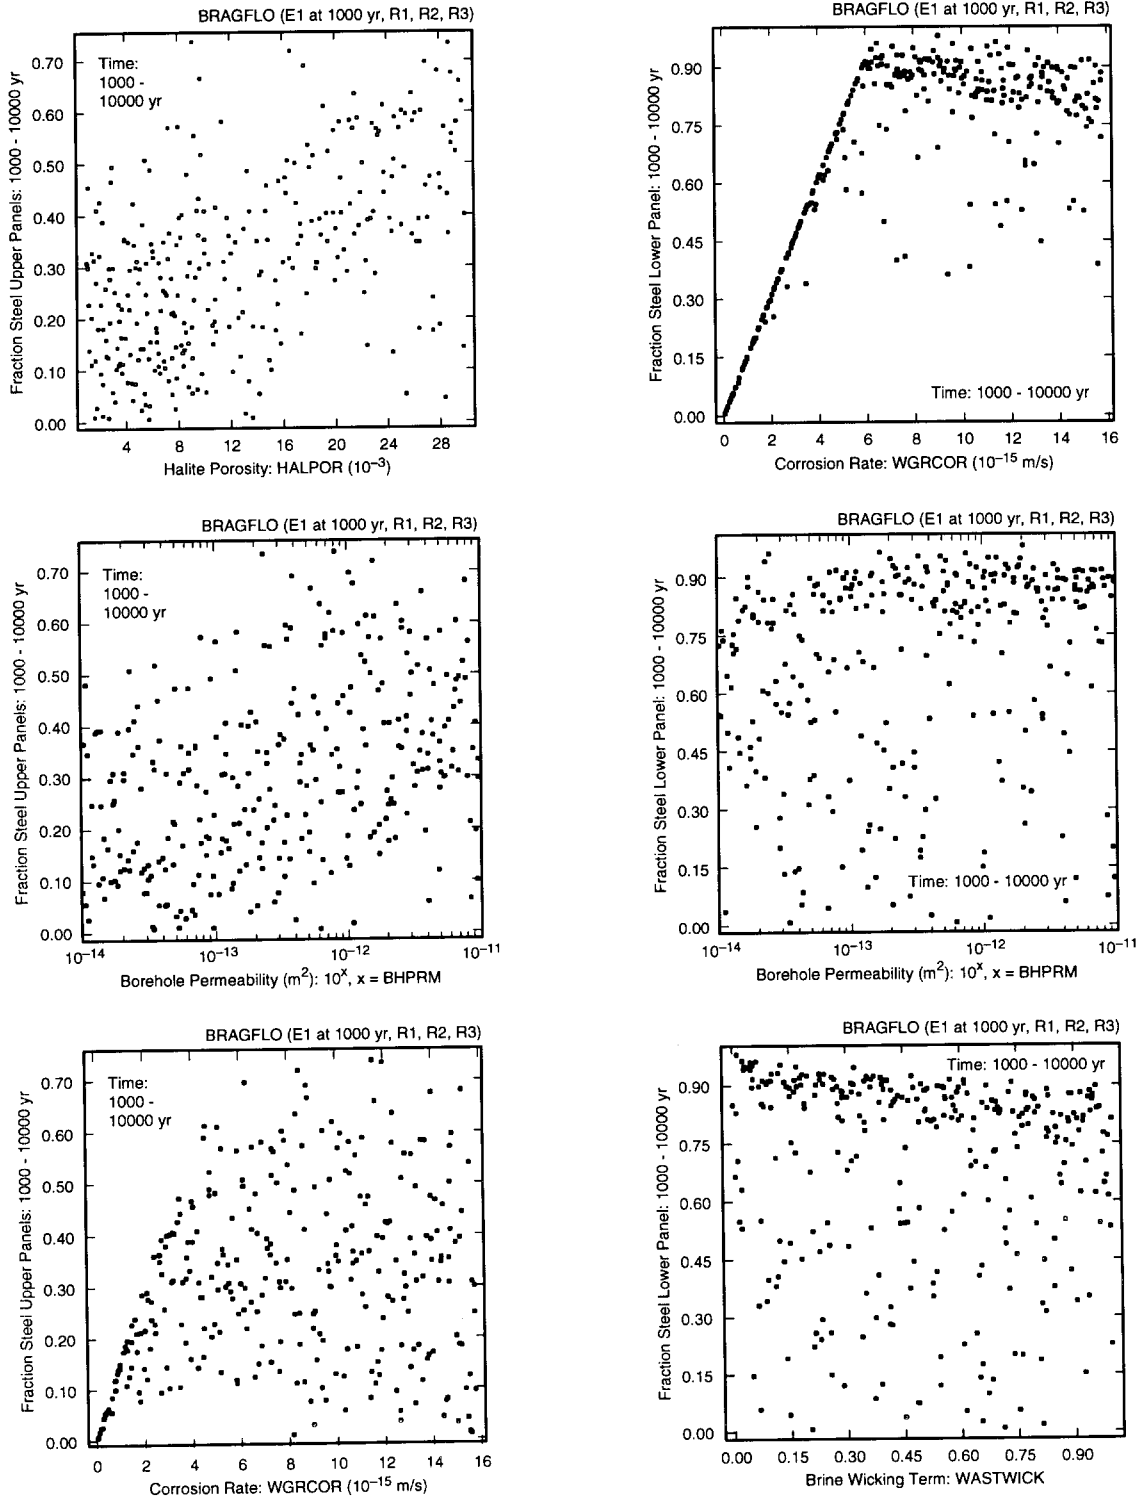 BRAGFLO (E1 at 1000 yr, R1, R2, R3)
Fraction Steel Upper Panels: 1000 - 10000 yr
0.70
0.60
0.50
0.40
0.30
0.20
0.10
0.00
Time:
1000 -
10000 yr
4 8 12 16 20 24 28
Halite Porosity: HALPOR (10⁻³)
BRAGFLO (E1 at 1000 yr, R1, R2, R3)
Fraction Steel Lower Panel: 1000 - 10000 yr
0.90
0.75
0.60
0.45
0.30
0.15
0.00
Time: 1000 - 10000 yr
0 2 4 6 8 10 12 14 16
Corrosion Rate: WGRCOR (10⁻¹⁵ m/s)
BRAGFLO (E1 at 1000 yr, R1, R2, R3)
Fraction Steel Upper Panels: 1000 - 10000 yr
0.70
0.60
0.50
0.40
0.30
0.20
0.10
0.00
Time:
1000 -
10000 yr
10⁻¹⁴ 10⁻¹³ 10⁻¹² 10⁻¹¹
Borehole Permeability (m²): 10ˣ, x = BHPRM
BRAGFLO (E1 at 1000 yr, R1, R2, R3)
Fraction Steel Lower Panel: 1000 - 10000 yr
0.90
0.75
0.60
0.45
0.30
0.15
0.00
Time: 1000 - 10000 yr
10⁻¹⁴ 10⁻¹³ 10⁻¹² 10⁻¹¹
Borehole Permeability (m²): 10ˣ, x = BHPRM
BRAGFLO (E1 at 1000 yr, R1, R2, R3)
Fraction Steel Upper Panels: 1000 - 10000 yr
0.70
0.60
0.50
0.40
0.30
0.20
0.10
0.00
Time:
1000 -
10000 yr
0 2 4 6 8 10 12 14 16
Corrosion Rate: WGRCOR (10⁻¹⁵ m/s)
BRAGFLO (E1 at 1000 yr, R1, R2, R3)
Fraction Steel Lower Panel: 1000 - 10000 yr
0.90
0.75
0.60
0.45
0.30
0.15
0.00
Time: 1000 - 10000 yr
0.00 0.15 0.30 0.45 0.60 0.75 0.90
Brine Wicking Term: WASTWICK